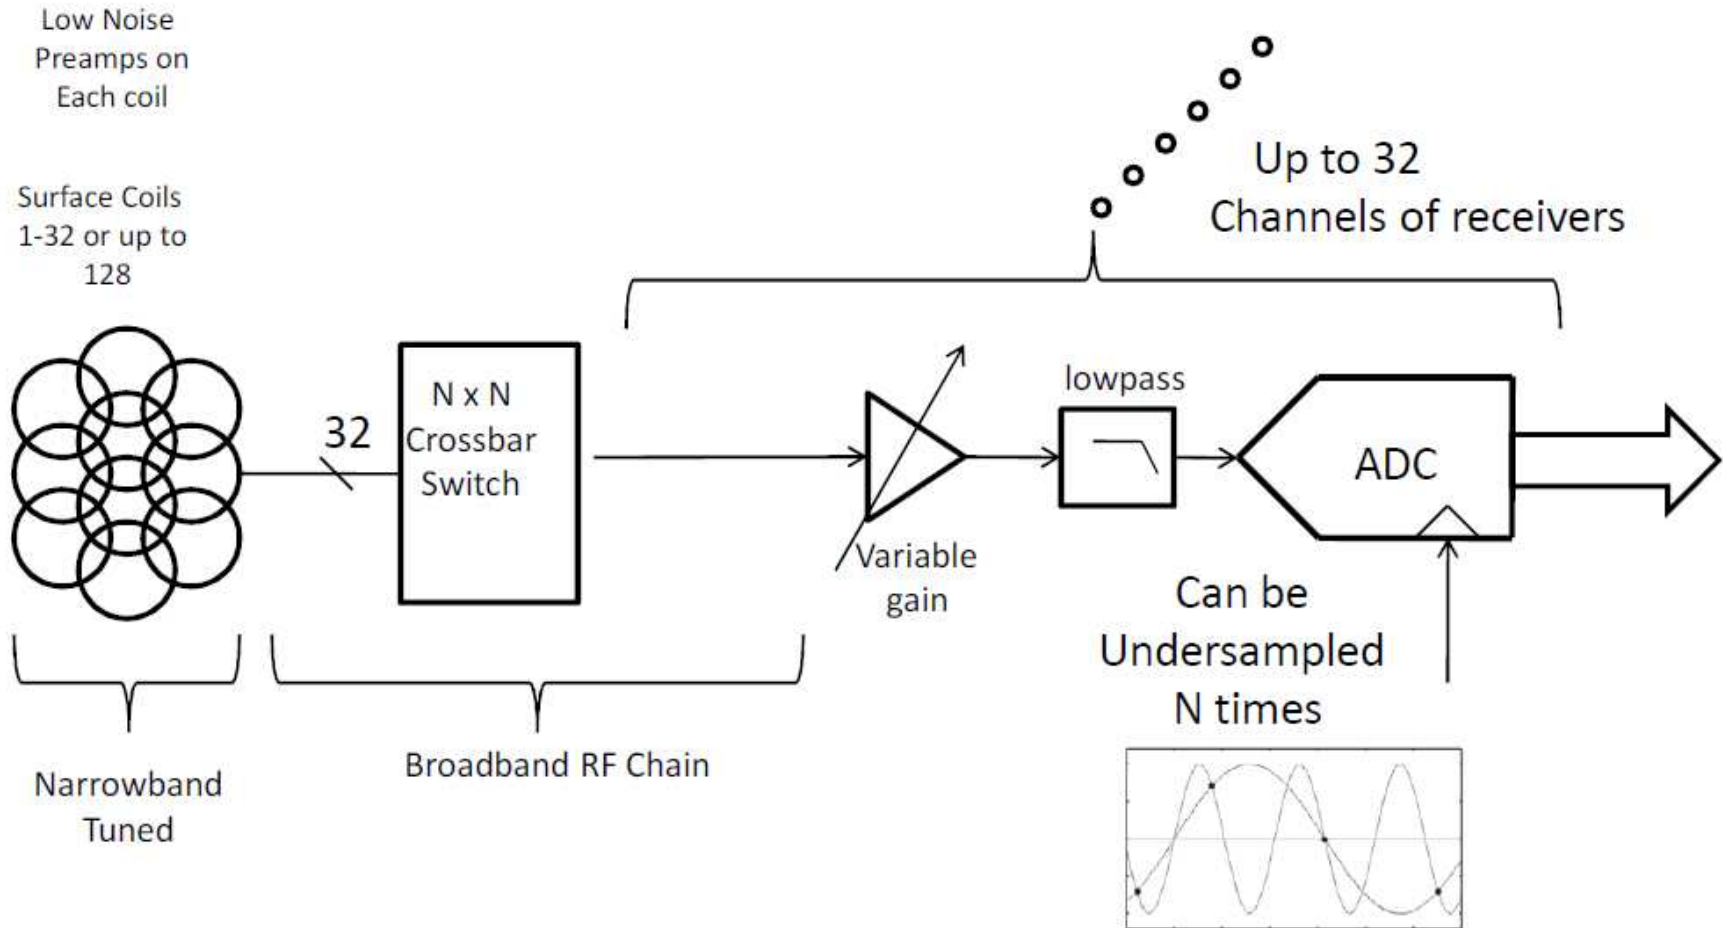 Low Noise
Preamps on
Each coil
Surface Coils
1-32 or up to
128
Up to 32
Channels of receivers
N x N
Crossbar
Switch
32
lowpass
ADC
Variable
gain
Can be
Undersampled
N times
Broadband RF Chain
Narrowband
Tuned